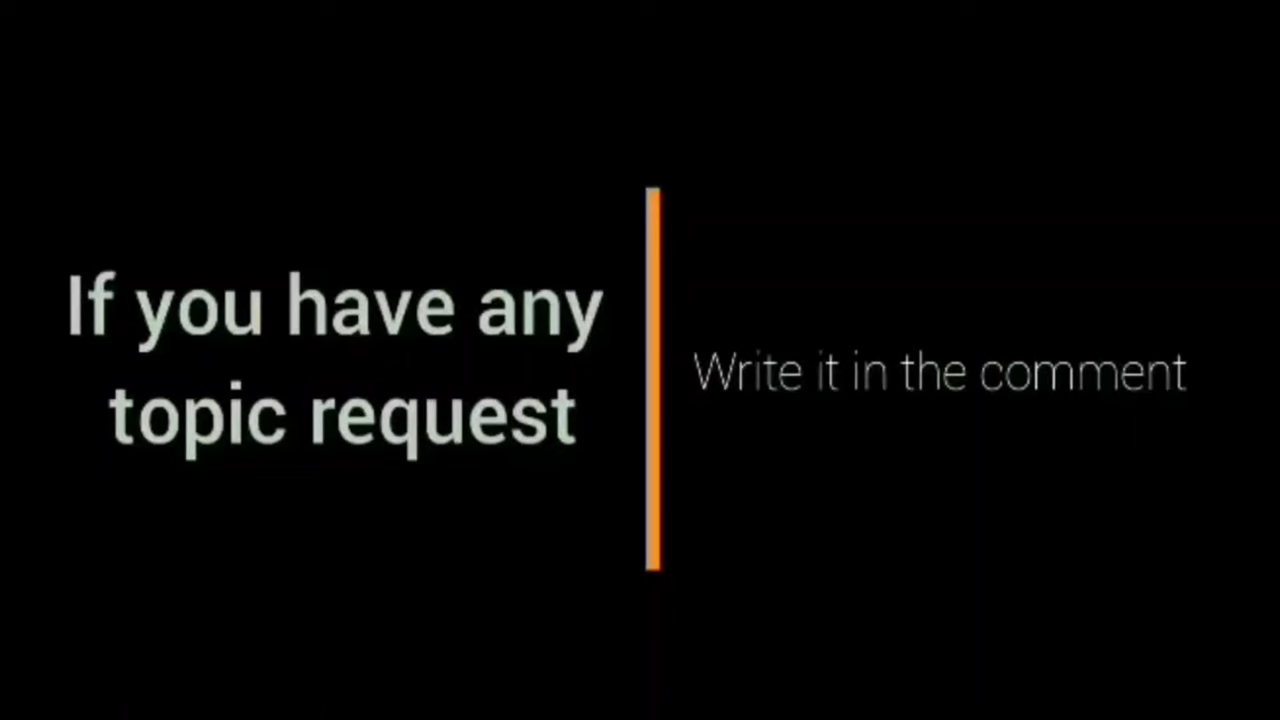 If you have any
topic request
Write it in the comment